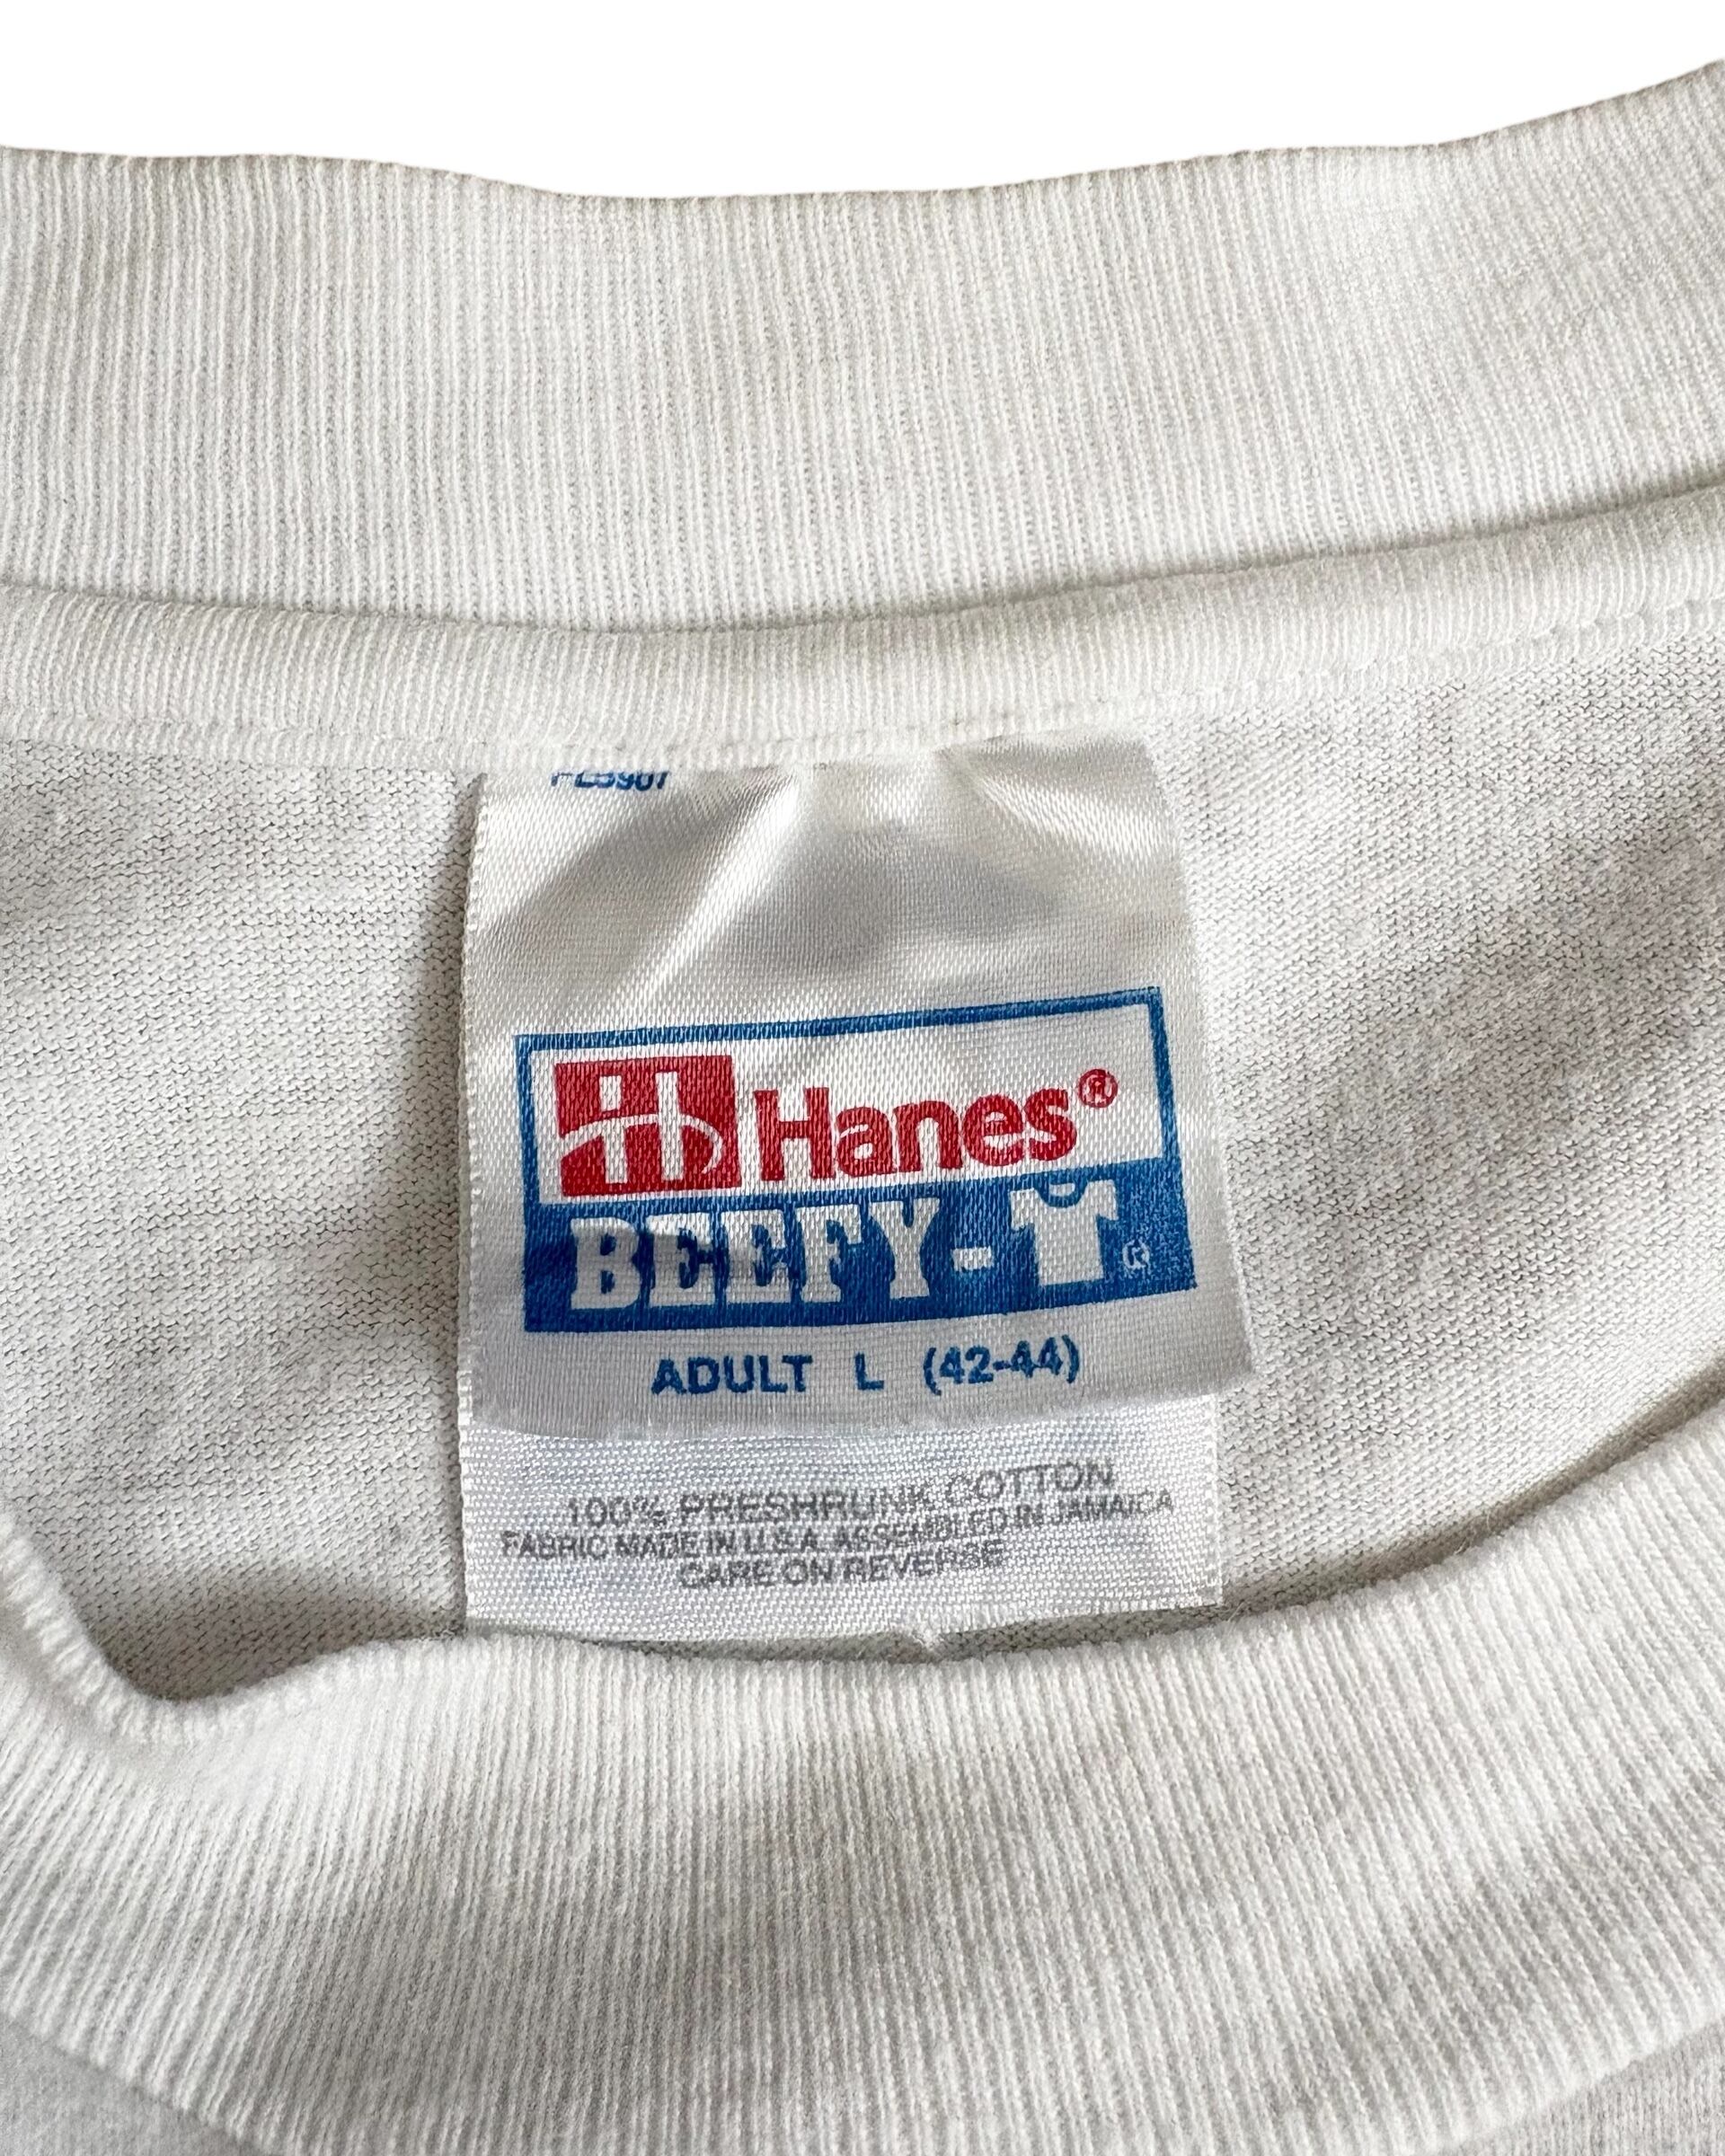 Hanes®
BEEFY-T®
ADULT L (42-44)
100% PRESHRUNK COTTON
FABRIC MADE IN U.S.A. ASSEMBLED IN JAMAICA
CARE ON REVERSE